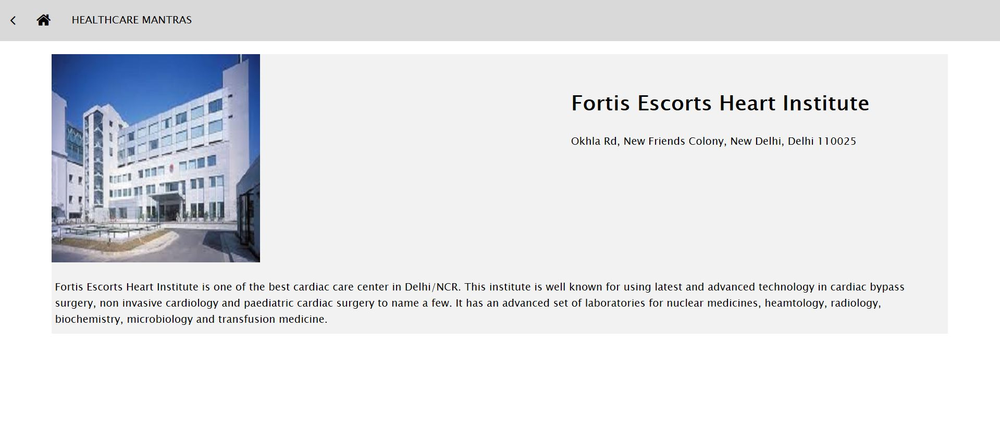 HEALTHCARE MANTRAS
Fortis Escorts Heart Institute
Okhla Rd, New Friends Colony, New Delhi, Delhi 110025
Fortis Escorts Heart Institute is one of the best cardiac care center in Delhi/NCR. This institute is well known for using latest and advanced technology in cardiac bypass
surgery, non invasive cardiology and paediatric cardiac surgery to name a few. It has an advanced set of laboratories for nuclear medicines, heamtology, radiology,
biochemistry, microbiology and transfusion medicine.